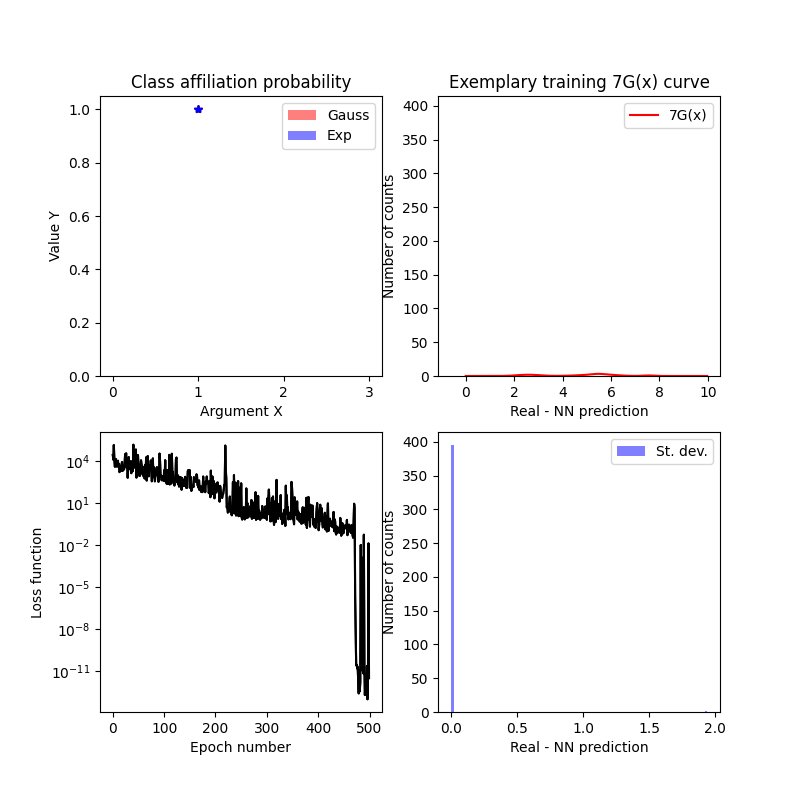 Class affiliation probability
Value Y
1.0
0.8
0.6
0.4
0.2
0.0
Gauss
Exp
0 1 2 3
Argument X
Exemplary training 7G(x) curve
Number of counts
400
350
300
250
200
150
100
50
0
7G(x)
0 2 4 6 8 10
Real - NN prediction
Loss function
10^4
10^1
10^-2
10^-5
10^-8
10^-11
0 100 200 300 400 500
Epoch number
Number of counts
400
350
300
250
200
150
100
50
0
St. dev.
0.0 0.5 1.0 1.5 2.0
Real - NN prediction